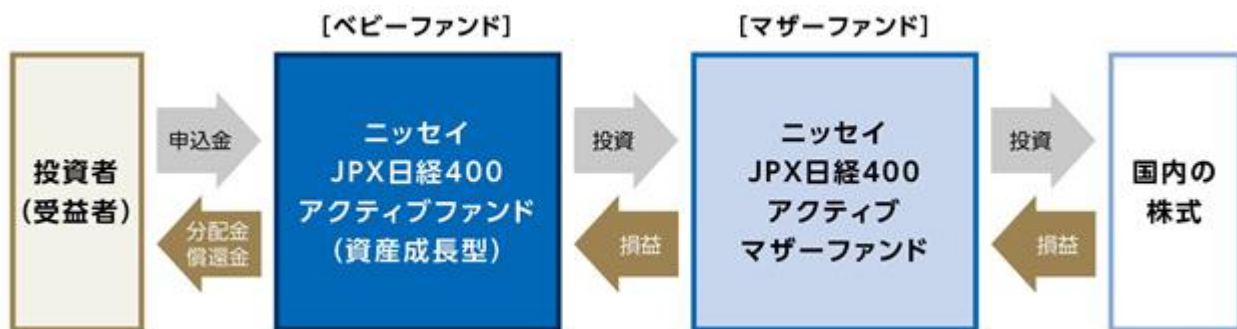 [ベビーファンド]
[マザーファンド]
投資者
(受益者)
申込金
分配金
償還金
ニッセイ
JPX日経400
アクティブファンド
(資産成長型)
投資
損益
ニッセイ
JPX日経400
アクティブ
マザーファンド
投資
損益
国内の
株式